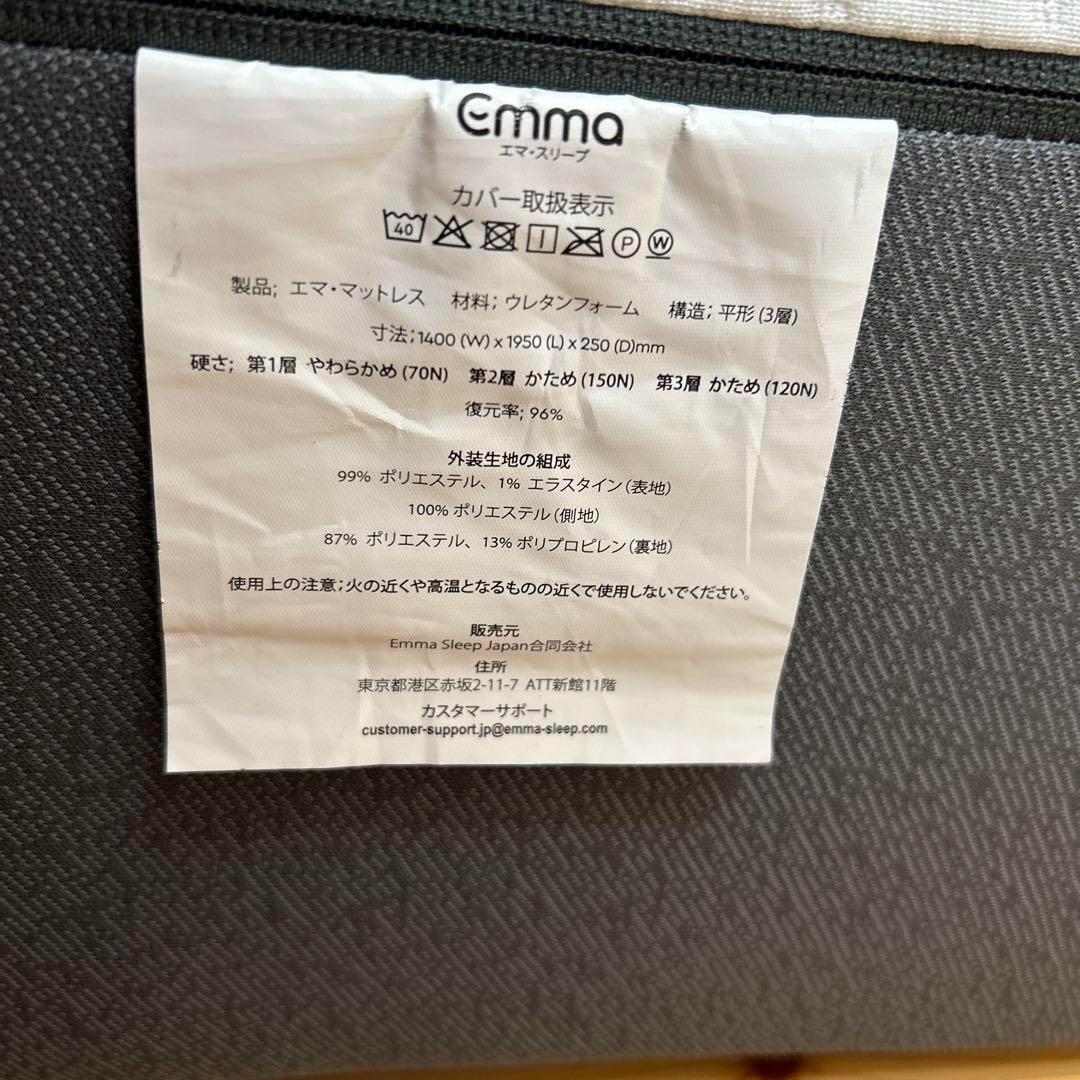 Emma
エマ・スリープ
カバー取扱表示
40 P W
製品; エマ・マットレス 材料; ウレタンフォーム 構造; 平形 (3層)
寸法;1400 (W) x 1950 (L) x 250 (D)mm
硬さ; 第1層 やわらかめ (70N) 第2層 かため (150N) 第3層 かため (120N)
復元率; 96%
外装生地の組成
99% ポリエステル、1% エラスタイン(表地)
100% ポリエステル(側地)
87% ポリエステル、13% ポリプロピレン(裏地)
使用上の注意;火の近くや高温となるものの近くで使用しないでください。
販売元
Emma Sleep Japan合同会社
住所
東京都港区赤坂2-11-7 ATT新館11階
カスタマーサポート
customer-support.jp@emma-sleep.com